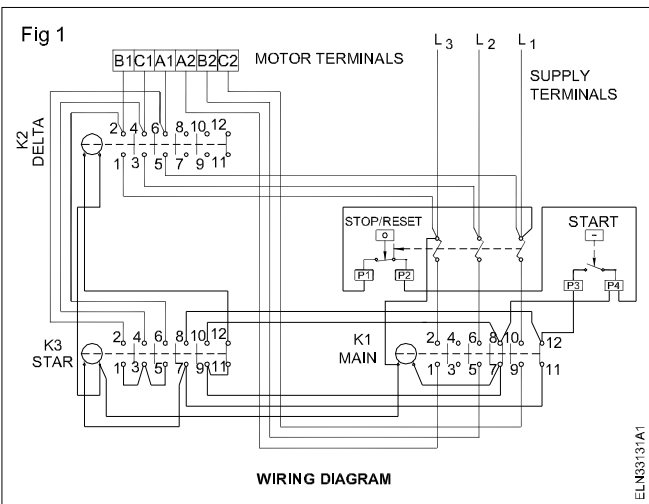 Fig 1
B1 C1 A1 A2 B2 C2 MOTOR TERMINALS
L3 L2 L1
SUPPLY
TERMINALS
K2
DELTA
2 4 6 8 10 12
1 3 5 7 9 11
STOP/RESET
O
P1 P2
START
–
P3 P4
K3
STAR
2 4 6 8 10 12
1 3 5 7 9 11
K1
MAIN
2 4 6 8 10 12
1 3 5 7 9 11
WIRING DIAGRAM
ELN33131A1